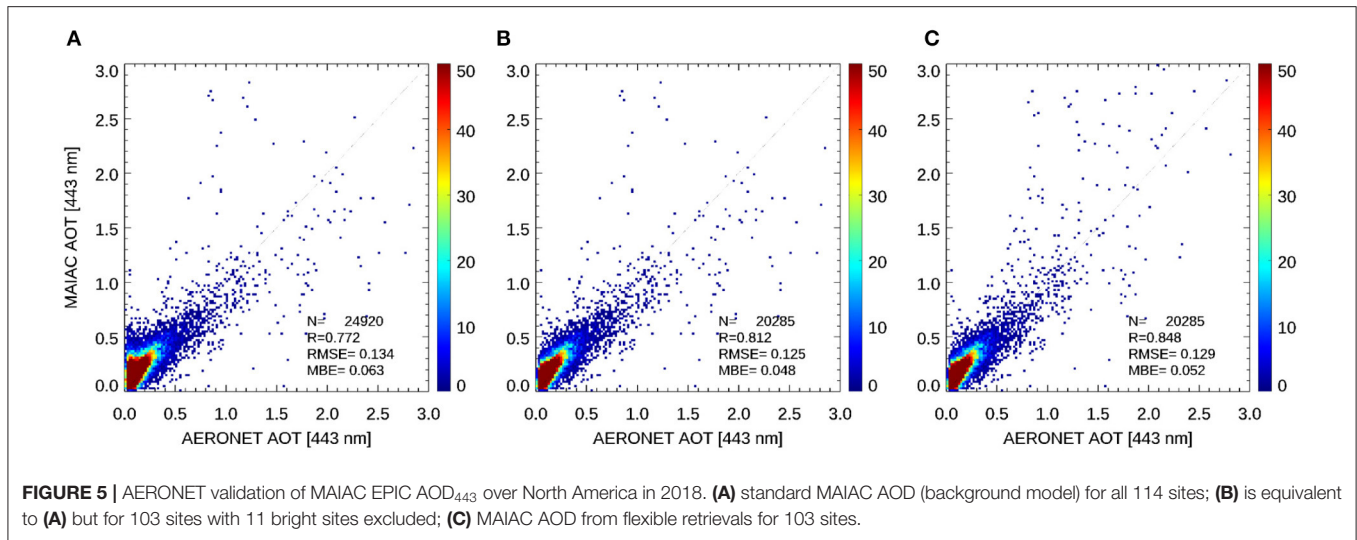 A
B
C
3.0
2.5
2.0
1.5
1.0
0.5
0.0
MAIAC AOT [443 nm]
N= 24920
R=0.772
RMSE= 0.134
MBE= 0.063
0.0 0.5 1.0 1.5 2.0 2.5 3.0
AERONET AOT [443 nm]
50
40
30
20
10
0
3.0
2.5
2.0
1.5
1.0
0.5
0.0
N= 20285
R=0.812
RMSE= 0.125
MBE= 0.048
0.0 0.5 1.0 1.5 2.0 2.5 3.0
AERONET AOT [443 nm]
50
40
30
20
10
0
3.0
2.5
2.0
1.5
1.0
0.5
0.0
N= 20285
R=0.848
RMSE= 0.129
MBE= 0.052
0.0 0.5 1.0 1.5 2.0 2.5 3.0
AERONET AOT [443 nm]
50
40
30
20
10
0
FIGURE 5 | AERONET validation of MAIAC EPIC AOD443 over North America in 2018. (A) standard MAIAC AOD (background model) for all 114 sites; (B) is equivalent
to (A) but for 103 sites with 11 bright sites excluded; (C) MAIAC AOD from flexible retrievals for 103 sites.